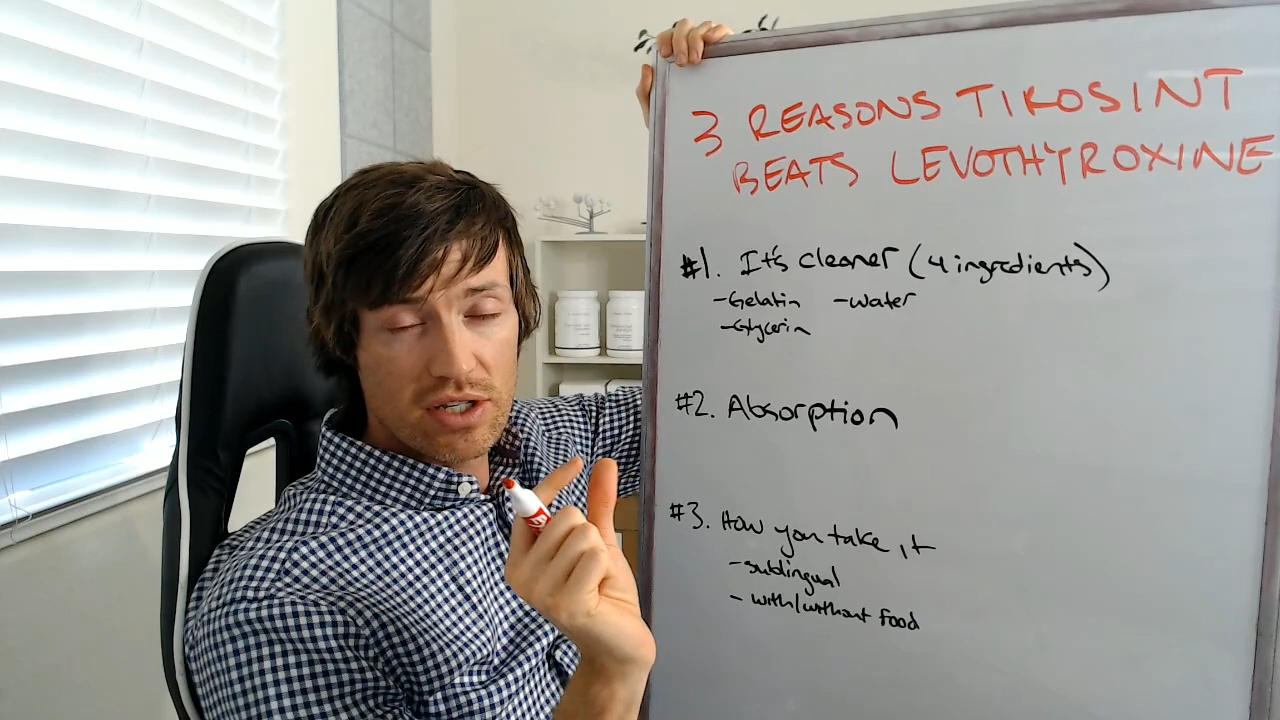 3 REASONS TIROSINT
BEATS LEVOTHYROXINE
#1. It's cleaner (4 ingredients)
-Gelatin -water
-Glycerin
#2. Absorption
#3. How you take it
-sublingual
- with/without food